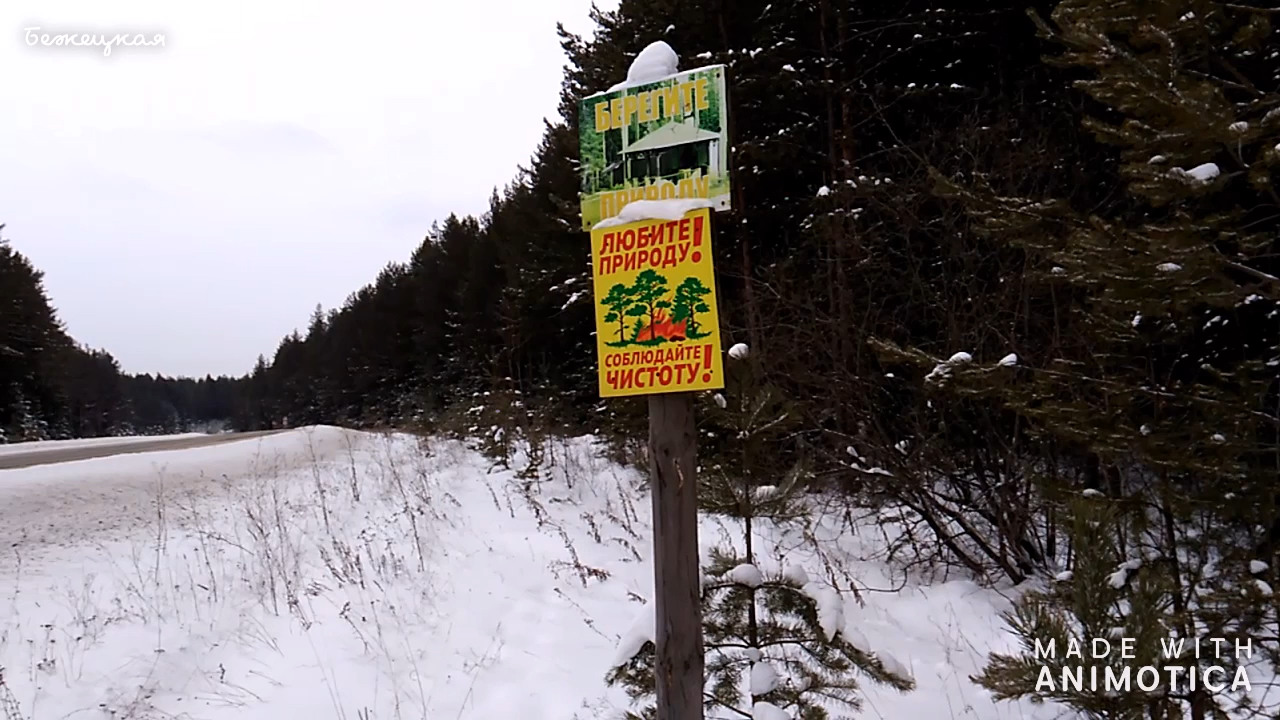 Бежецкая
БЕРЕГИТЕ
ПРИРОДУ
ЛЮБИТЕ
ПРИРОДУ!
СОБЛЮДАЙТЕ
ЧИСТОТУ!
MADE WITH
ANIMOTICA